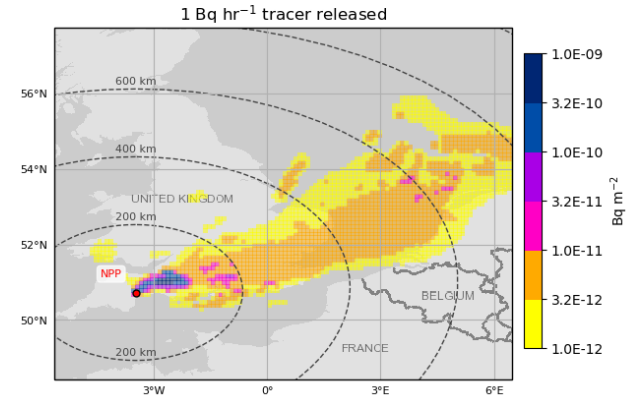 1 Bq hr⁻¹ tracer released
600 km
56°N
400 km
54°N
UNITED KINGDOM
200 km
52°N
NPP
BELGIUM
50°N
200 km
FRANCE
3°W
0°
3°E
6°E
1.0E-09
3.2E-10
1.0E-10
3.2E-11
1.0E-11
3.2E-12
1.0E-12
Bq m⁻²